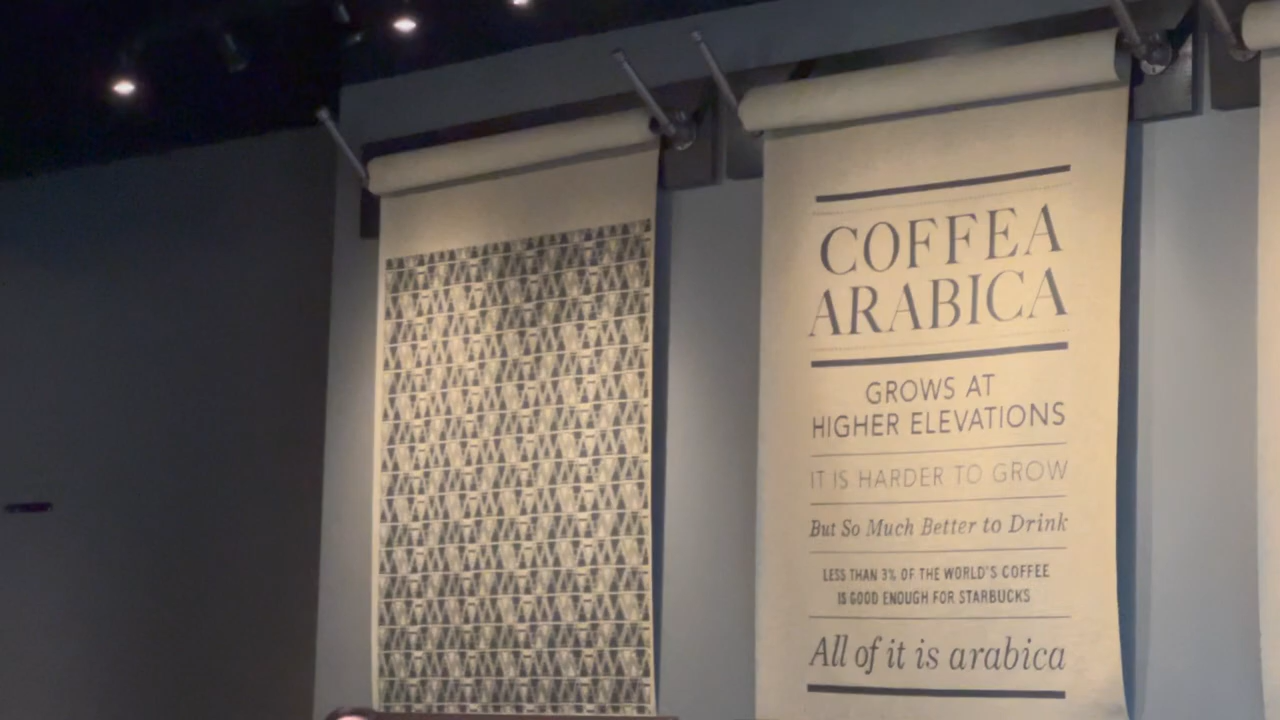 COFFEA
ARABICA
GROWS AT
HIGHER ELEVATIONS
IT IS HARDER TO GROW
But So Much Better to Drink
LESS THAN 3% OF THE WORLD'S COFFEE
IS GOOD ENOUGH FOR STARBUCKS
All of it is arabica